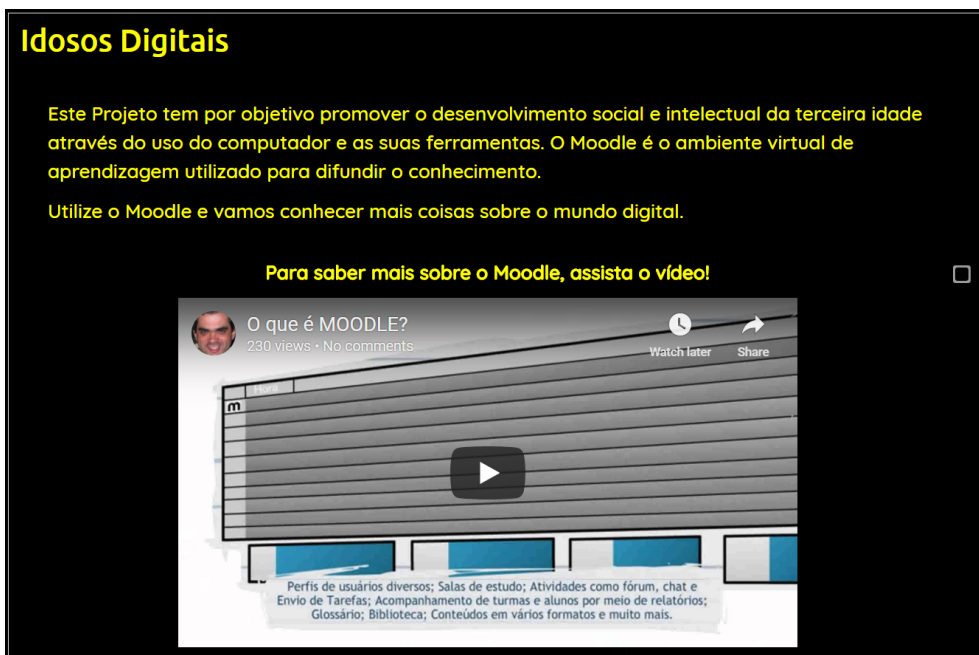 Idosos Digitais
Este Projeto tem por objetivo promover o desenvolvimento social e intelectual da terceira idade
através do uso do computador e as suas ferramentas. O Moodle é o ambiente virtual de
aprendizagem utilizado para difundir o conhecimento.
Utilize o Moodle e vamos conhecer mais coisas sobre o mundo digital.
Para saber mais sobre o Moodle, assista o vídeo!
O que é MOODLE?
230 views • No comments
Watch later
Share
Hora
m
Perfis de usuários diversos; Salas de estudo; Atividades como fórum, chat e
Envio de Tarefas; Acompanhamento de turmas e alunos por meio de relatórios;
Glossário; Biblioteca; Conteúdos em vários formatos e muito mais.